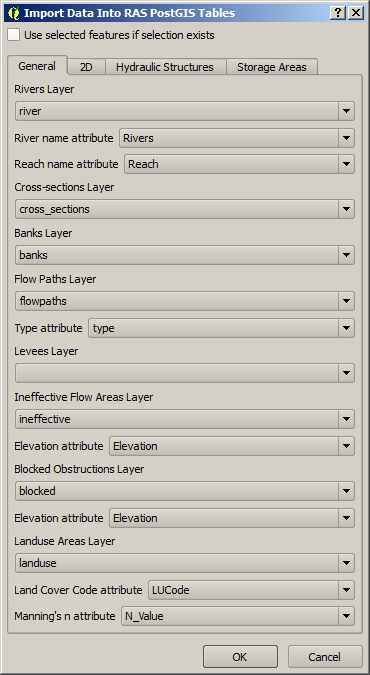 Import Data Into RAS PostGIS Tables
Use selected features if selection exists
General 2D Hydraulic Structures Storage Areas
Rivers Layer
river
River name attribute Rivers
Reach name attribute Reach
Cross-sections Layer
cross_sections
Banks Layer
banks
Flow Paths Layer
flowpaths
Type attribute type
Levees Layer
Ineffective Flow Areas Layer
ineffective
Elevation attribute Elevation
Blocked Obstructions Layer
blocked
Elevation attribute Elevation
Landuse Areas Layer
landuse
Land Cover Code attribute LUCode
Manning's n attribute N_Value
OK Cancel